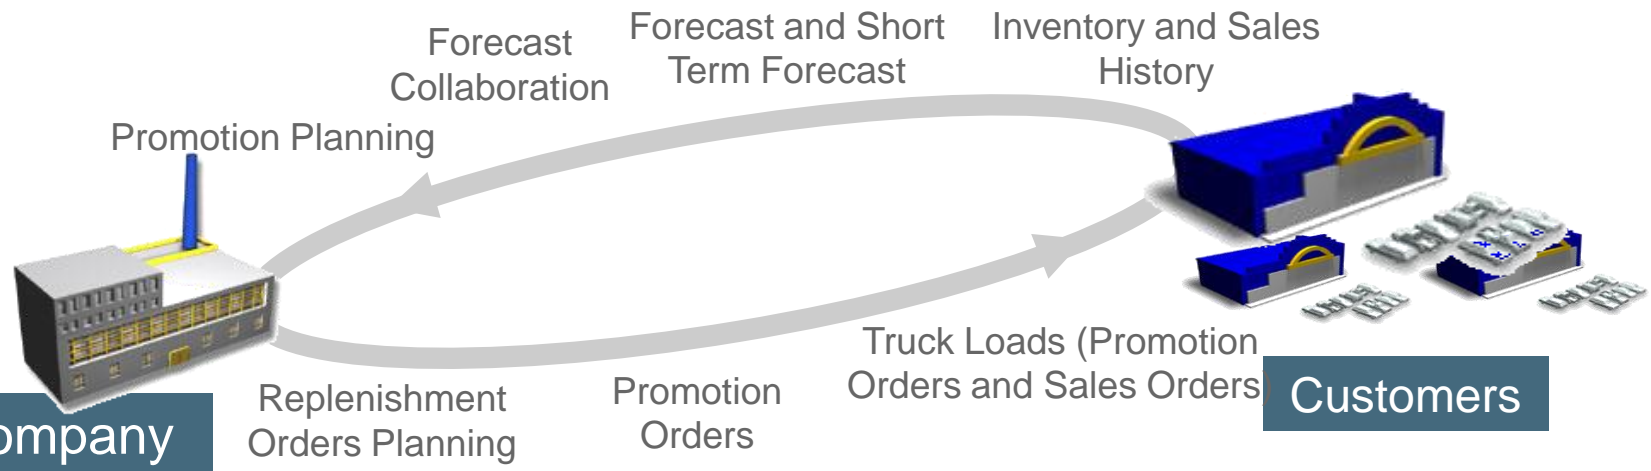 Forecast
Collaboration
Forecast and Short
Term Forecast
Inventory and Sales
History
Promotion Planning
Truck Loads (Promotion
Orders and Sales Orders)
Replenishment
Orders Planning
Promotion
Orders
Customers
ompany